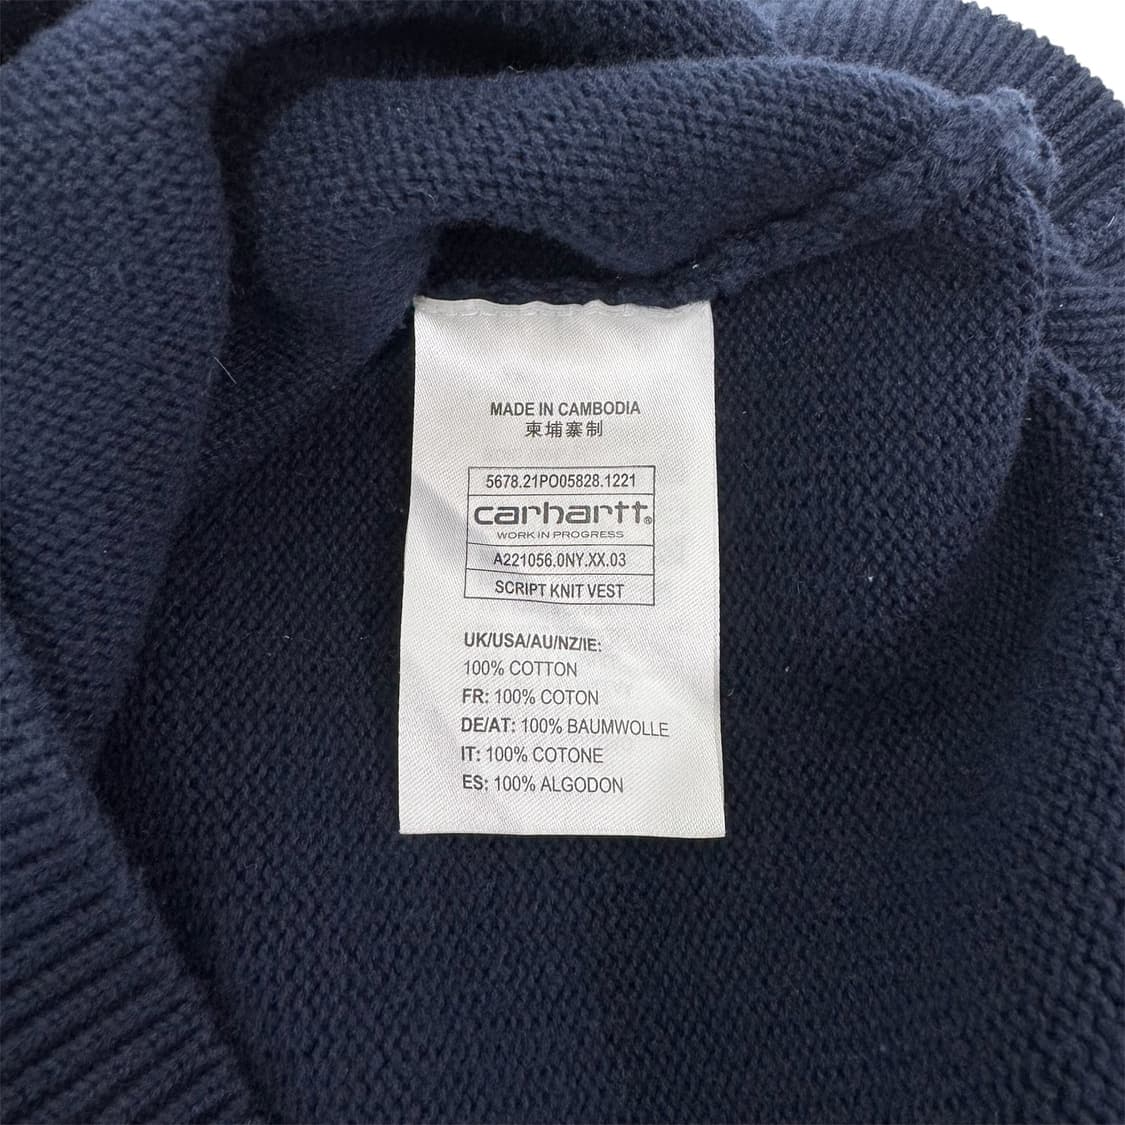 MADE IN CAMBODIA
柬埔寨制
5678.21PO05828.1221
carhartt®
WORK IN PROGRESS
A221056.0NY.XX.03
SCRIPT KNIT VEST
UK/USA/AU/NZ/IE:
100% COTTON
FR: 100% COTON
DE/AT: 100% BAUMWOLLE
IT: 100% COTONE
ES: 100% ALGODON